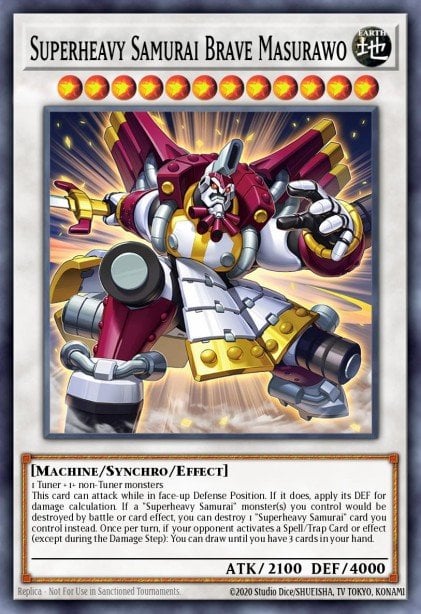 Superheavy Samurai Brave Masurawo
EARTH
地
[Machine/Synchro/Effect]
1 Tuner + 1+ non-Tuner monsters
This card can attack while in face-up Defense Position. If it does, apply its DEF for
damage calculation. If a "Superheavy Samurai" monster(s) you control would be
destroyed by battle or card effect, you can destroy 1 "Superheavy Samurai" card you
control instead. Once per turn, if your opponent activates a Spell/Trap Card or effect
(except during the Damage Step): You can draw until you have 3 cards in your hand.
ATK/2100 DEF/4000
Replica - Not For Use in Sanctioned Tournaments.
©2020 Studio Dice/SHUEISHA, TV TOKYO, KONAMI